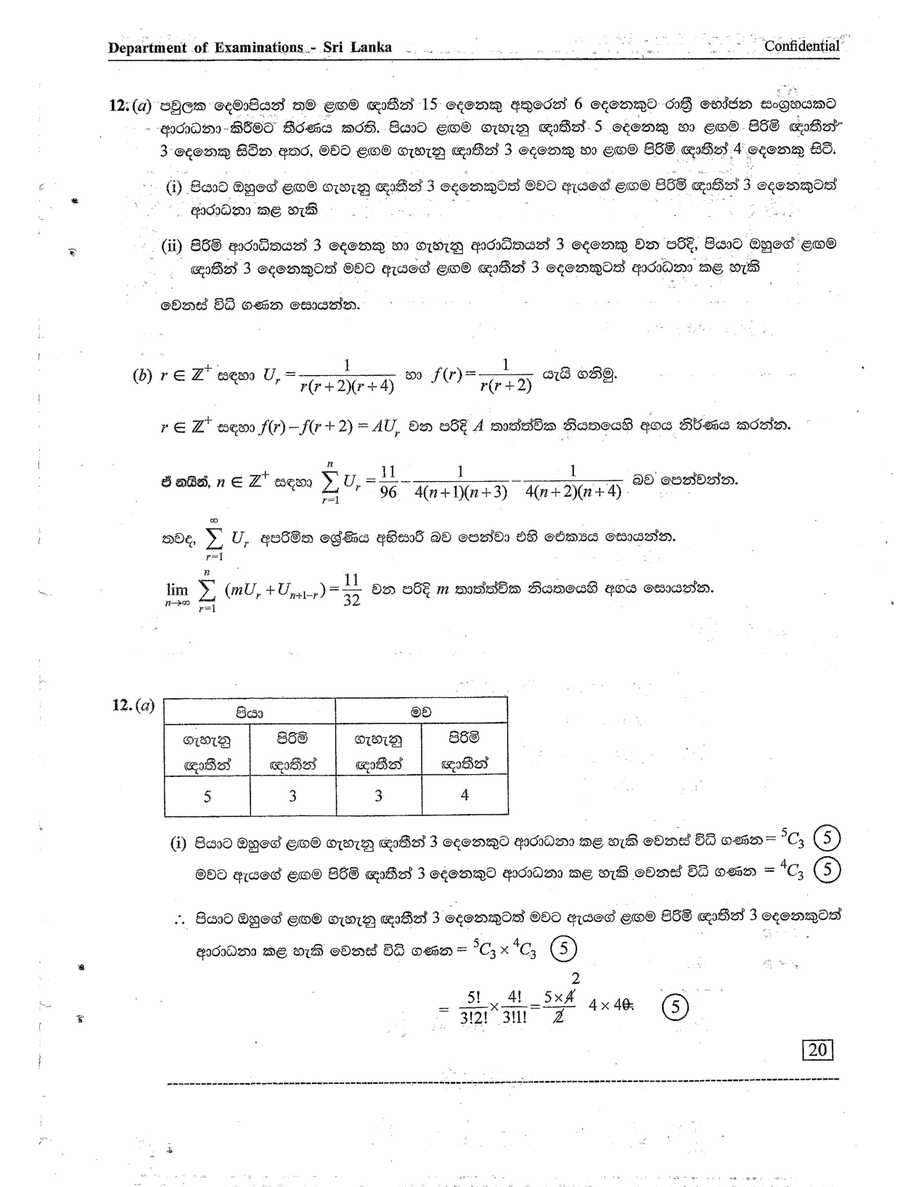 Department of Examinations - Sri Lanka Confidential
12.(a) පවුලක දෙමාපියන් තම ළඟම ඥාතීන් 15 දෙනෙකු අතුරෙන් 6 දෙනෙකුට රාත්‍රී භෝජන සංග්‍රහයකට
ආරාධනා කිරීමට තීරණය කරති. පියාට ළඟම ගැහැනු ඥාතීන් 5 දෙනෙකු හා ළඟම පිරිමි ඥාතීන්
3 දෙනෙකු සිටින අතර, මවට ළඟම ගැහැනු ඥාතීන් 3 දෙනෙකු හා ළඟම පිරිමි ඥාතීන් 4 දෙනෙකු සිටී.
(i) පියාට ඔහුගේ ළඟම ගැහැනු ඥාතීන් 3 දෙනෙකුටත් මවට ඇයගේ ළඟම පිරිමි ඥාතීන් 3 දෙනෙකුටත්
ආරාධනා කළ හැකි
(ii) පිරිමි ආරාධිතයන් 3 දෙනෙකු හා ගැහැනු ආරාධිතයන් 3 දෙනෙකු වන පරිදි, පියාට ඔහුගේ ළඟම
ඥාතීන් 3 දෙනෙකුටත් මවට ඇයගේ ළඟම ඥාතීන් 3 දෙනෙකුටත් ආරාධනා කළ හැකි
වෙනස් විධි ගණන සොයන්න.
(b) r ∈ ℤ⁺ සඳහා U_r = 1/(r(r+2)(r+4)) හා f(r) = 1/(r(r+2)) යැයි ගනිමු.
r ∈ ℤ⁺ සඳහා f(r) – f(r + 2) = AU_r වන පරිදි A තාත්ත්වික නියතයෙහි අගය නිර්ණය කරන්න.
ඒ නයින්, n ∈ ℤ⁺ සඳහා ∑_{r=1}^{n} U_r = 11/96 – 1/(4(n+1)(n+3)) – 1/(4(n+2)(n+4)) බව පෙන්වන්න.
තවද, ∑_{r=1}^{∞} U_r අපරිමිත ශ්‍රේණිය අභිසාරී බව පෙන්වා එහි ඓක්‍යය සොයන්න.
lim_{n→∞} ∑_{r=1}^{n} (mU_r + U_{n+1–r}) = 11/32 වන පරිදි m තාත්ත්වික නියතයෙහි අගය සොයන්න.
12.(a) පියා මව
ගැහැනු ඥාතීන් පිරිමි ඥාතීන් ගැහැනු ඥාතීන් පිරිමි ඥාතීන්
5 3 3 4
(i) පියාට ඔහුගේ ළඟම ගැහැනු ඥාතීන් 3 දෙනෙකුට ආරාධනා කළ හැකි වෙනස් විධි ගණන = ⁵C₃ 5
මවට ඇයගේ ළඟම පිරිමි ඥාතීන් 3 දෙනෙකුට ආරාධනා කළ හැකි වෙනස් විධි ගණන = ⁴C₃ 5
∴ පියාට ඔහුගේ ළඟම ගැහැනු ඥාතීන් 3 දෙනෙකුටත් මවට ඇයගේ ළඟම පිරිමි ඥාතීන් 3 දෙනෙකුටත්
ආරාධනා කළ හැකි වෙනස් විධි ගණන = ⁵C₃ × ⁴C₃ 5
2
= 5!/(3!2!) × 4!/(3!1!) = (5 × 4)/2 4 × 40. 5
20